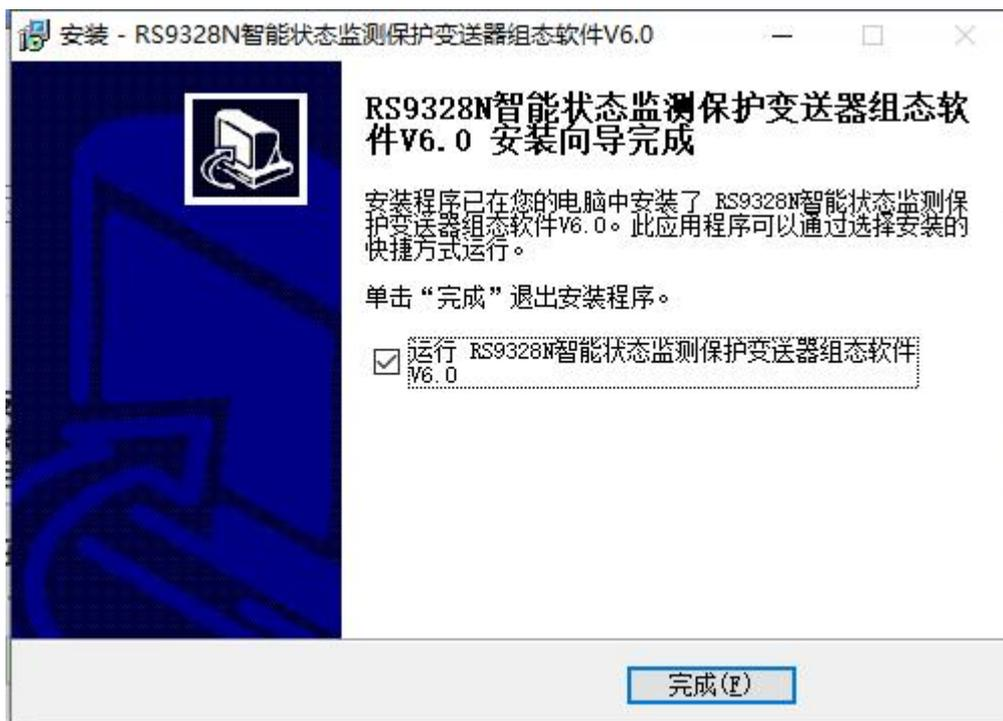 安装 - RS9328N智能状态监测保护变送器组态软件V6.0
RS9328N智能状态监测保护变送器组态软
件V6.0 安装向导完成
安装程序已在您的电脑中安装了 RS9328N智能状态监测保
护变送器组态软件V6.0。此应用程序可以通过选择安装的
快捷方式运行。
单击“完成”退出安装程序。
运行 RS9328N智能状态监测保护变送器组态软件
V6.0
完成(F)